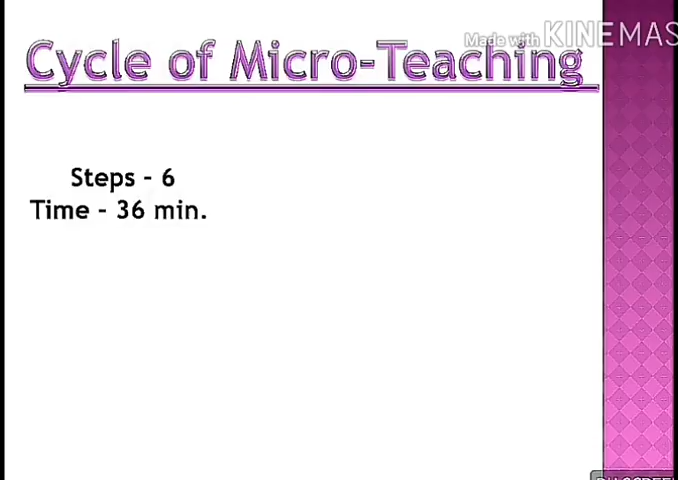 Made with KINEMAS
Cycle of Micro-Teaching
Steps - 6
Time - 36 min.